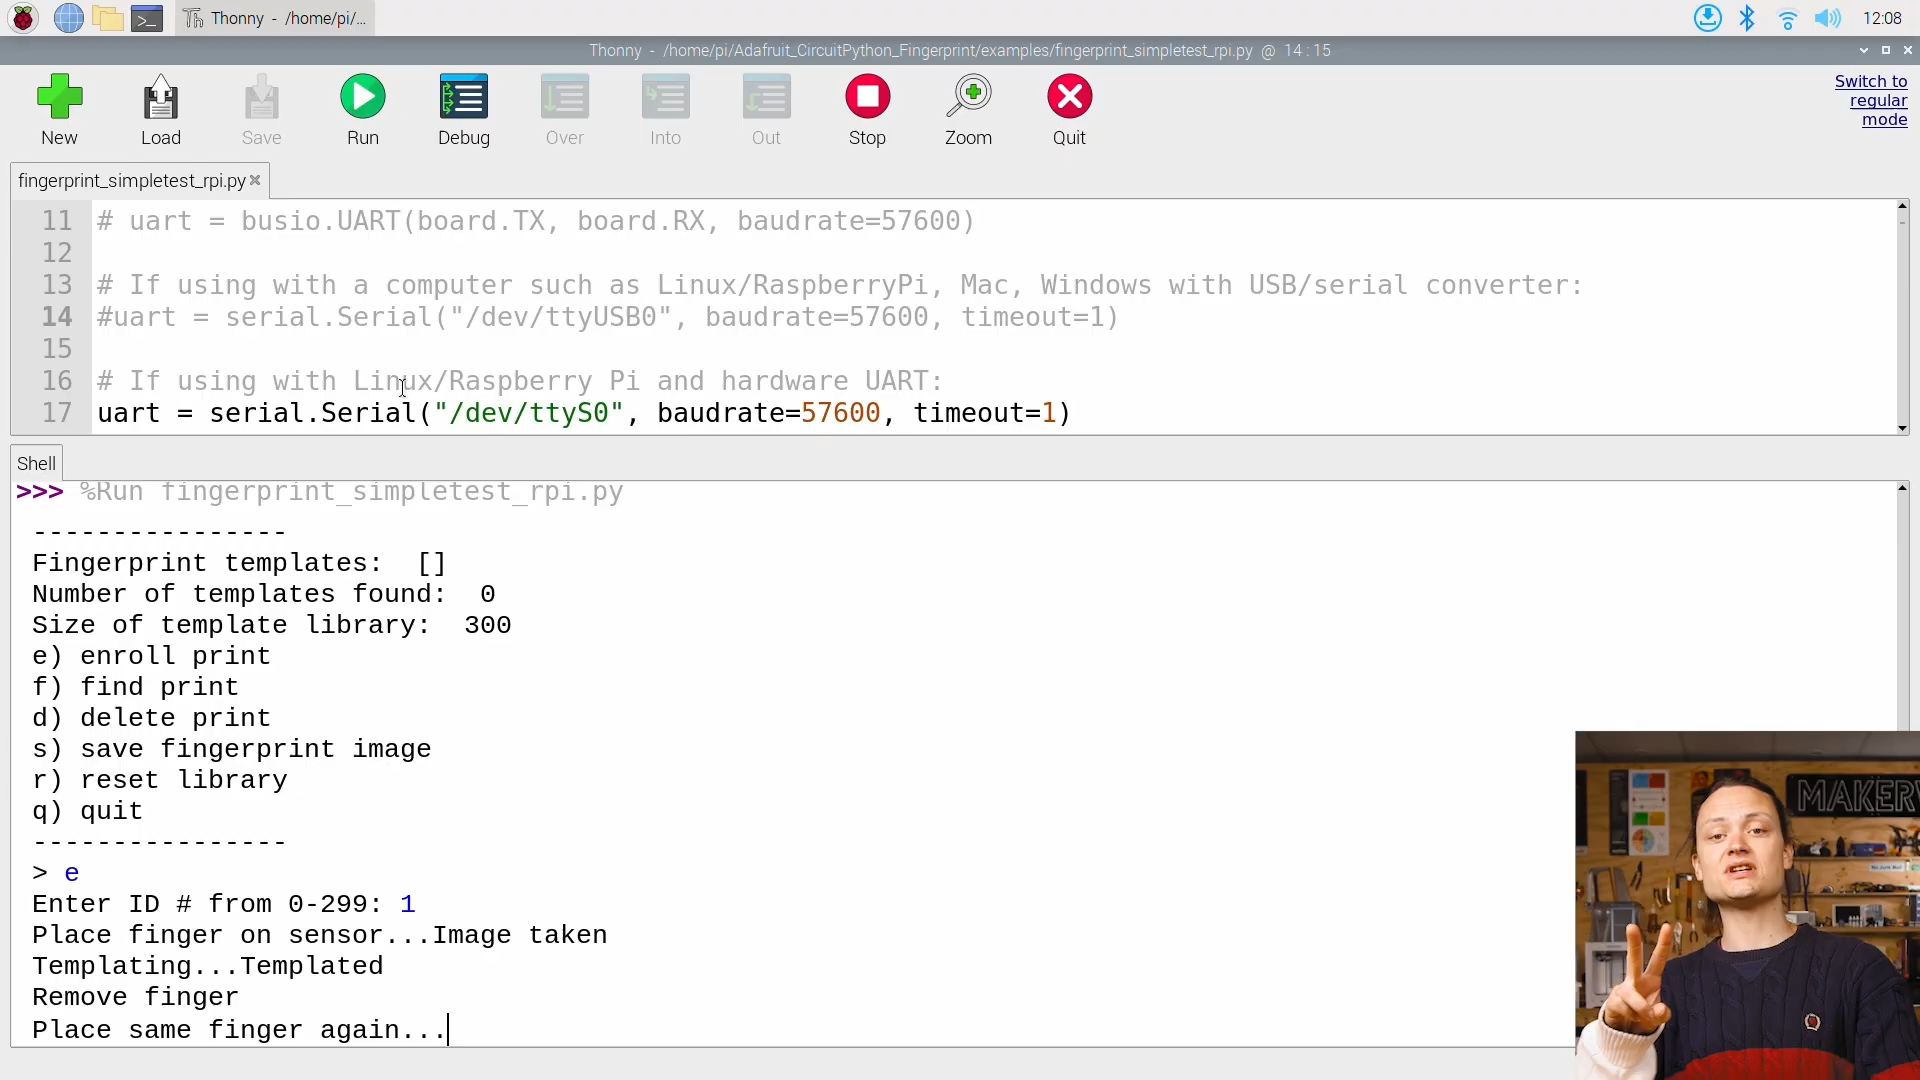 Thonny - /home/pi/...
12:08
Thonny - /home/pi/Adafruit_CircuitPython_Fingerprint/examples/fingerprint_simpletest_rpi.py @ 14:15
New
Load
Save
Run
Debug
Over
Into
Out
Stop
Zoom
Quit
Switch to
regular
mode
fingerprint_simpletest_rpi.py
11 # uart = busio.UART(board.TX, board.RX, baudrate=57600)
12
13 # If using with a computer such as Linux/RaspberryPi, Mac, Windows with USB/serial converter:
14 #uart = serial.Serial("/dev/ttyUSB0", baudrate=57600, timeout=1)
15
16 # If using with Linux/Raspberry Pi and hardware UART:
17 uart = serial.Serial("/dev/ttyS0", baudrate=57600, timeout=1)
Shell
>>> %Run fingerprint_simpletest_rpi.py
----------------
Fingerprint templates:  []
Number of templates found:  0
Size of template library:  300
e) enroll print
f) find print
d) delete print
s) save fingerprint image
r) reset library
q) quit
----------------
> e
Enter ID # from 0-299: 1
Place finger on sensor...Image taken
Templating...Templated
Remove finger
Place same finger again...
MAKER